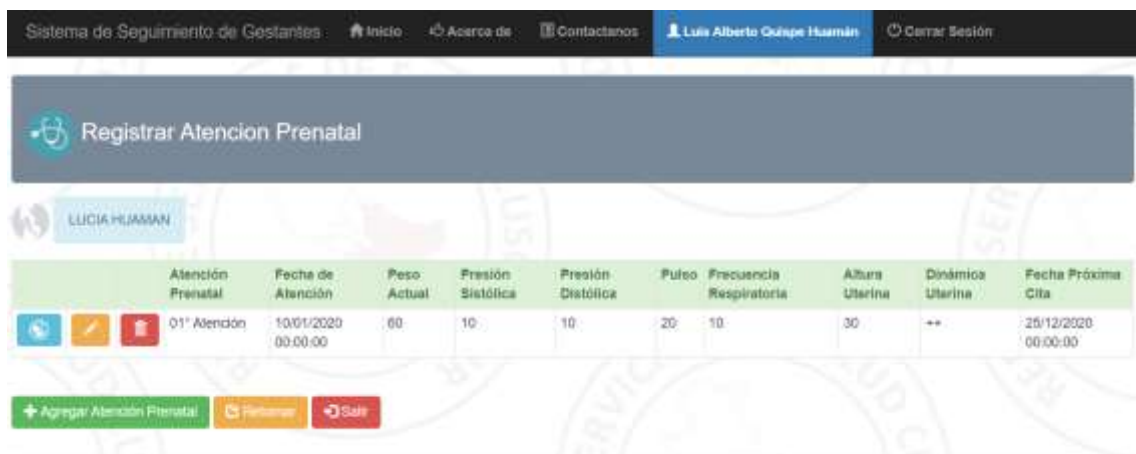 Sistema de Seguimiento de Gestantes Inicio Acerca de Contactanos Luis Alberto Quispe Huamán Cerrar Sesión
Registrar Atencion Prenatal
LUCIA HUAMAN
Atención Prenatal Fecha de Atención Peso Actual Presión Sistólica Presión Distólica Pulso Frecuencia Respiratoria Altura Uterina Dinámica Uterina Fecha Próxima Cita
01° Atención 10/01/2020 00:00:00 60 10 10 20 10 30 ++ 25/12/2020 00:00:00
Agregar Atención Prenatal Retornar Salir